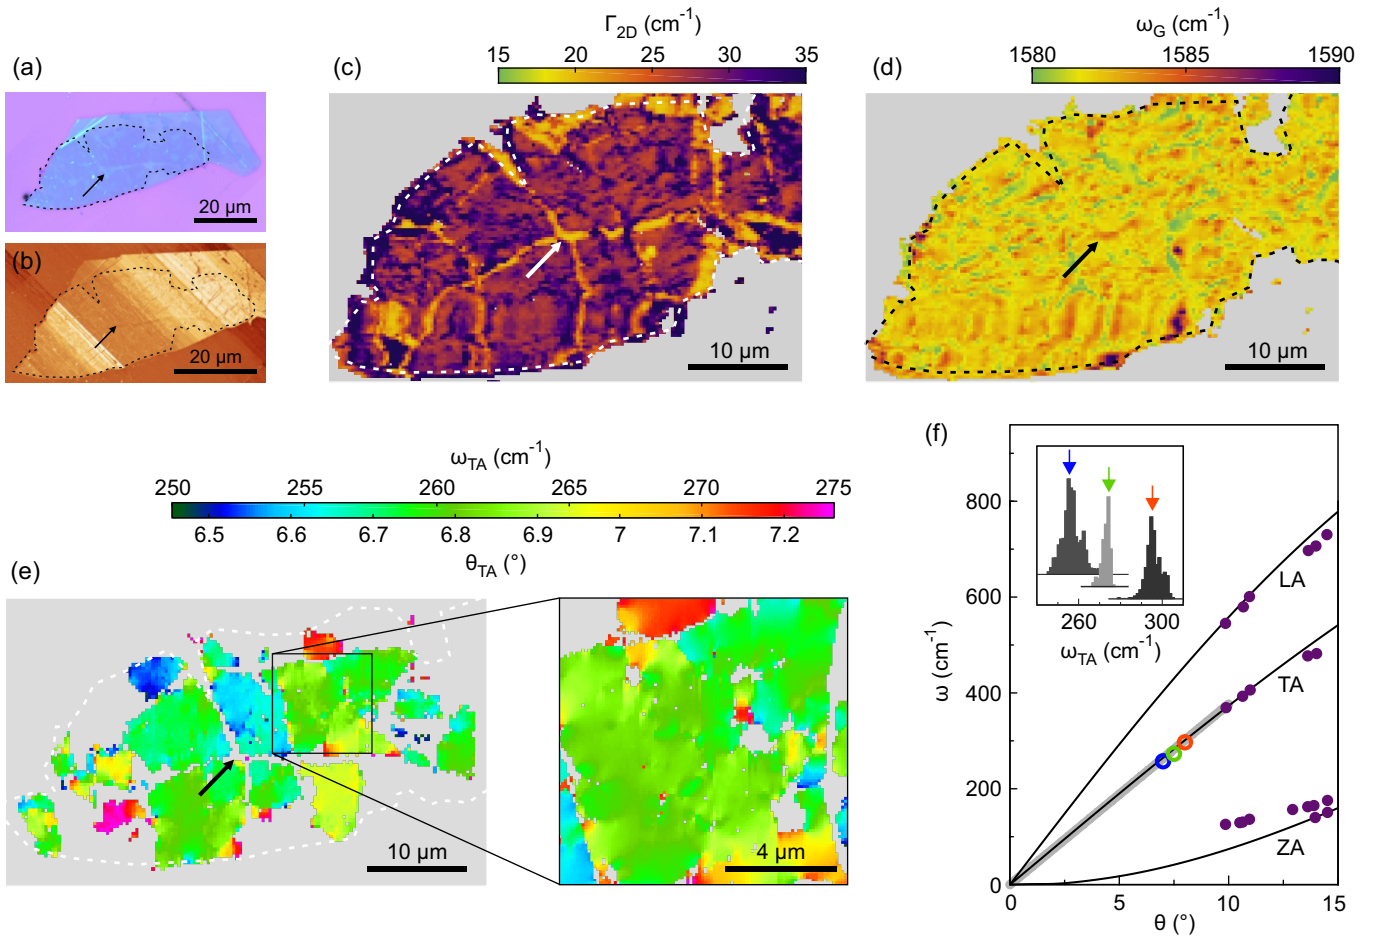 (a)
20 µm
(b)
20 µm
(c)
Γ2D (cm-1)
15 20 25 30 35
10 µm
(d)
ωG (cm-1)
1580 1585 1590
10 µm
ωTA (cm-1)
250 255 260 265 270 275
6.5 6.6 6.7 6.8 6.9 7 7.1 7.2
θTA (°)
(e)
10 µm
4 µm
(f)
ω (cm-1)
800
600
400
200
0
260 300
ωTA (cm-1)
LA
TA
ZA
0 5 10 15
θ (°)